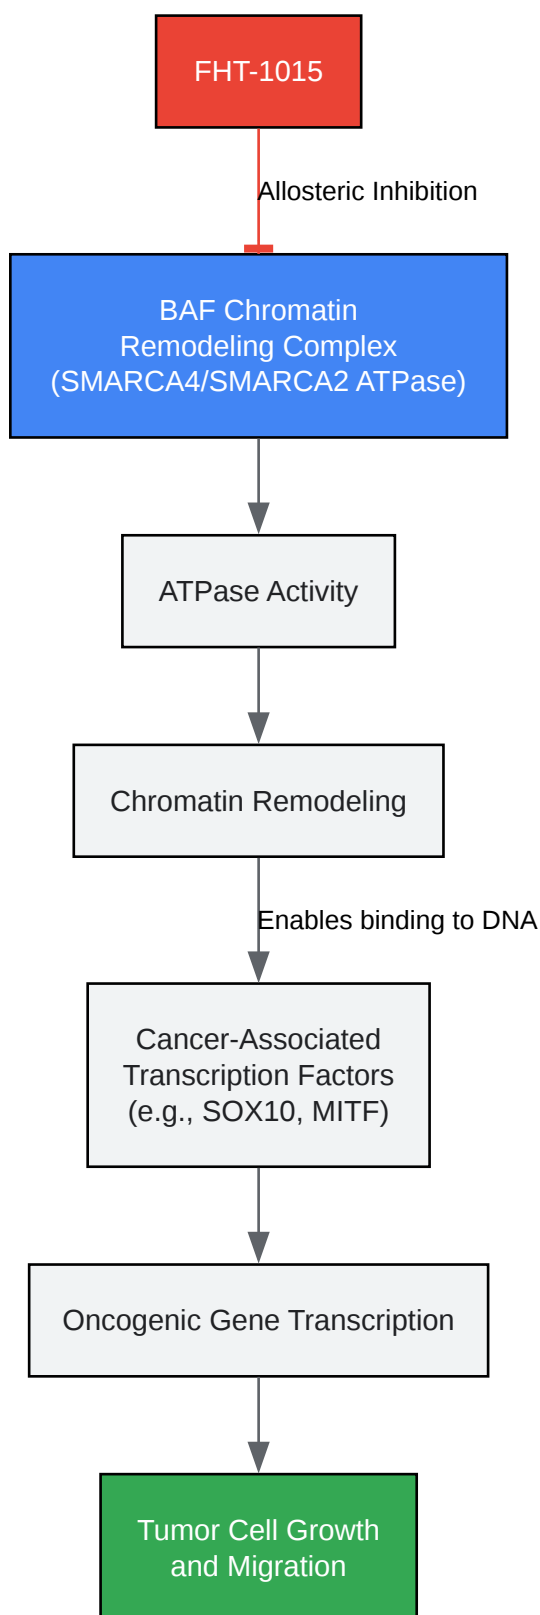 FHT-1015
Allosteric Inhibition
BAF Chromatin
Remodeling Complex
(SMARCA4/SMARCA2 ATPase)
ATPase Activity
Chromatin Remodeling
Enables binding to DNA
Cancer-Associated
Transcription Factors
(e.g., SOX10, MITF)
Oncogenic Gene Transcription
Tumor Cell Growth
and Migration